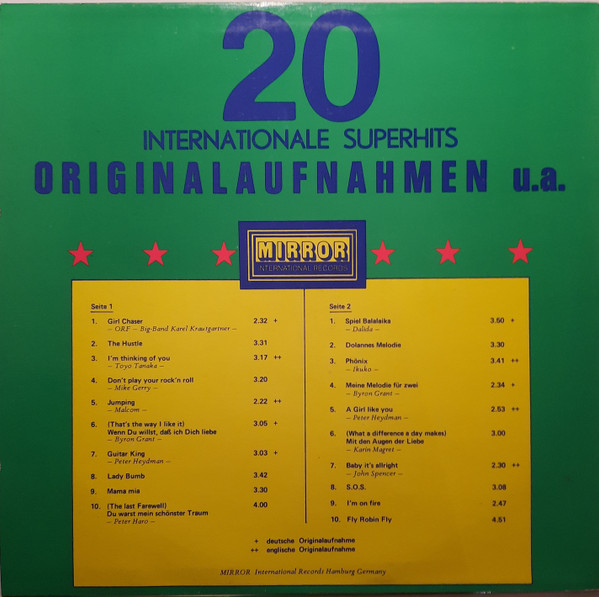 20
INTERNATIONALE SUPERHITS
ORIGINALAUFNAHMEN u.a.
MIRROR
INTERNATIONAL RECORDS
Seite 1
1. Girl Chaser 2.32 +
– ORF – Big-Band Karel Krautgartner –
2. The Hustle 3.31
3. I'm thinking of you 3.17 ++
– Toyo Tanaka –
4. Don't play your rock'n roll 3.20
– Mike Gerry –
5. Jumping 2.22 ++
– Malcom –
6. (That's the way I like it) 3.05 +
Wenn Du willst, daß ich Dich liebe
– Byron Grant –
7. Guitar King 3.03 +
– Peter Heydman –
8. Lady Bumb 3.42
9. Mama mia 3.30
10. (The last Farewell) 4.00
Du warst mein schönster Traum
– Peter Haro –
Seite 2
1. Spiel Balalaika 3.50 +
– Dalida –
2. Dolannes Melodie 3.30
3. Phönix 3.41 ++
– Ikuko –
4. Meine Melodie für zwei 2.34 +
– Byron Grant –
5. A Girl like you 2.53 ++
– Peter Heydman –
6. (What a difference a day makes) 3.00
Mit den Augen der Liebe
– Karin Magret –
7. Baby it's allright 2.30 ++
– John Spencer –
8. S.O.S. 3.08
9. I'm on fire 2.47
10. Fly Robin Fly 4.51
+ deutsche Originalaufnahme
++ anglische Originalaufnahme
MIRROR International Records Hamburg Germany